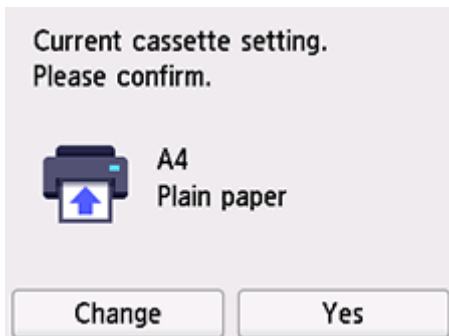 Current cassette setting.
Please confirm.
A4
Plain paper
Change
Yes